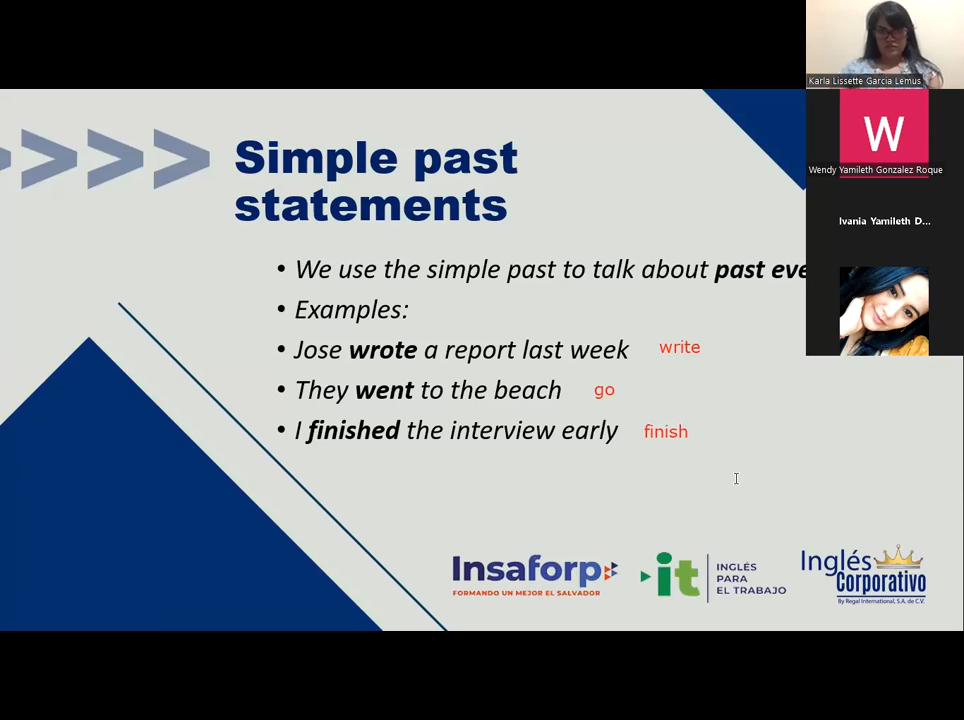 Karla Lissette Garcia Lemus
W
Wendy Yamileth Gonzalez Roque
Ivania Yamileth D...
Simple past
statements
• We use the simple past to talk about past eve
• Examples:
• Jose wrote a report last week write
• They went to the beach go
• I finished the interview early finish
Insaforp
FORMANDO UN MEJOR EL SALVADOR
it
INGLÉS
PARA
EL TRABAJO
Inglés
Corporativo
By Regal International, S.A. de C.V.